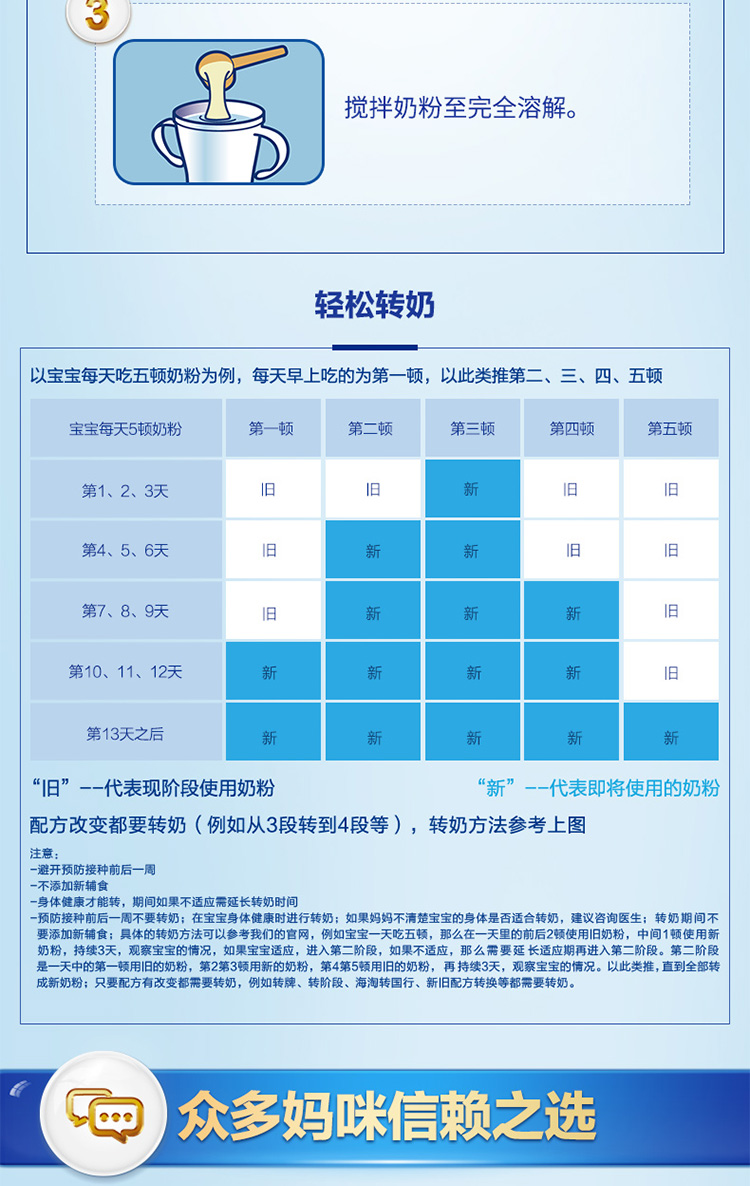 3
搅拌奶粉至完全溶解。
轻松转奶
以宝宝每天吃五顿奶粉为例，每天早上吃的为第一顿，以此类推第二、三、四、五顿
宝宝每天5顿奶粉 第一顿 第二顿 第三顿 第四顿 第五顿
第1、2、3天 旧 旧 新 旧 旧
第4、5、6天 旧 新 新 旧 旧
第7、8、9天 旧 新 新 新 旧
第10、11、12天 新 新 新 新 旧
第13天之后 新 新 新 新 新
“旧”--代表现阶段使用奶粉 “新”--代表即将使用的奶粉
配方改变都要转奶（例如从3段转到4段等），转奶方法参考上图
注意：
-避开预防接种前后一周
-不添加新辅食
-身体健康才能转，期间如果不适应需延长转奶时间
-预防接种前后一周不要转奶；在宝宝身体健康时进行转奶；如果妈妈不清楚宝宝的身体是否适合转奶，建议咨询医生；转奶期间不
要添加新辅食；具体的转奶方法可以参考我们的官网，例如宝宝一天吃五顿，那么在一天里的前后2顿使用旧奶粉，中间1顿使用新
奶粉，持续3天，观察宝宝的情况，如果宝宝适应，进入第二阶段，如果不适应，那么需要延长适应期再进入第二阶段。第二阶段
是一天中的第一顿用旧的奶粉，第2第3顿用新的奶粉，第4第5顿用旧的奶粉，再持续3天，观察宝宝的情况。以此类推,直到全部转
成新奶粉；只要配方有改变都需要转奶，例如转牌、转阶段、海淘转国行、新旧配方转换等都需要转奶。
众多妈咪信赖之选